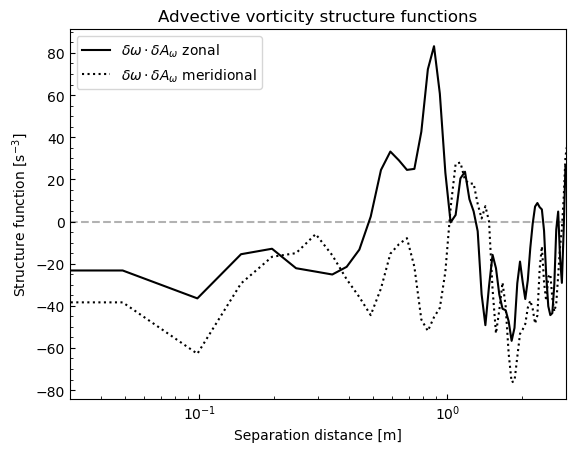 Advective vorticity structure functions
δω · δA_ω zonal
δω · δA_ω meridional
Structure function [s⁻³]
80
60
40
20
0
−20
−40
−60
−80
10⁻¹
10⁰
Separation distance [m]